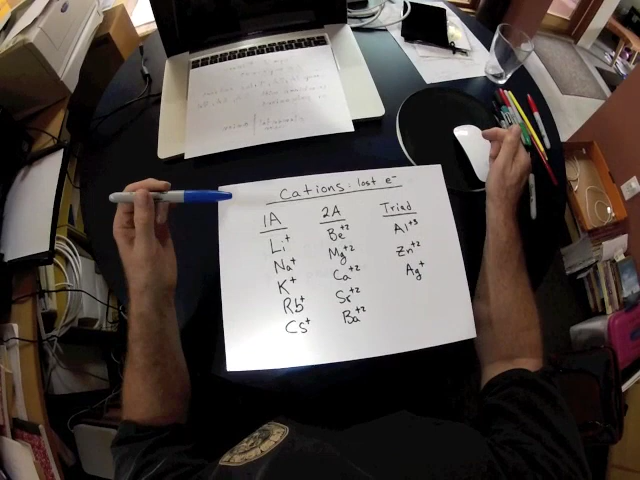 Cations: lost e⁻
1A 2A Tried
Li⁺ Be⁺² Al⁺³
Na⁺ Mg⁺² Zn⁺²
K⁺ Ca⁺² Ag⁺
Rb⁺ Sr⁺²
Cs⁺ Ba⁺²